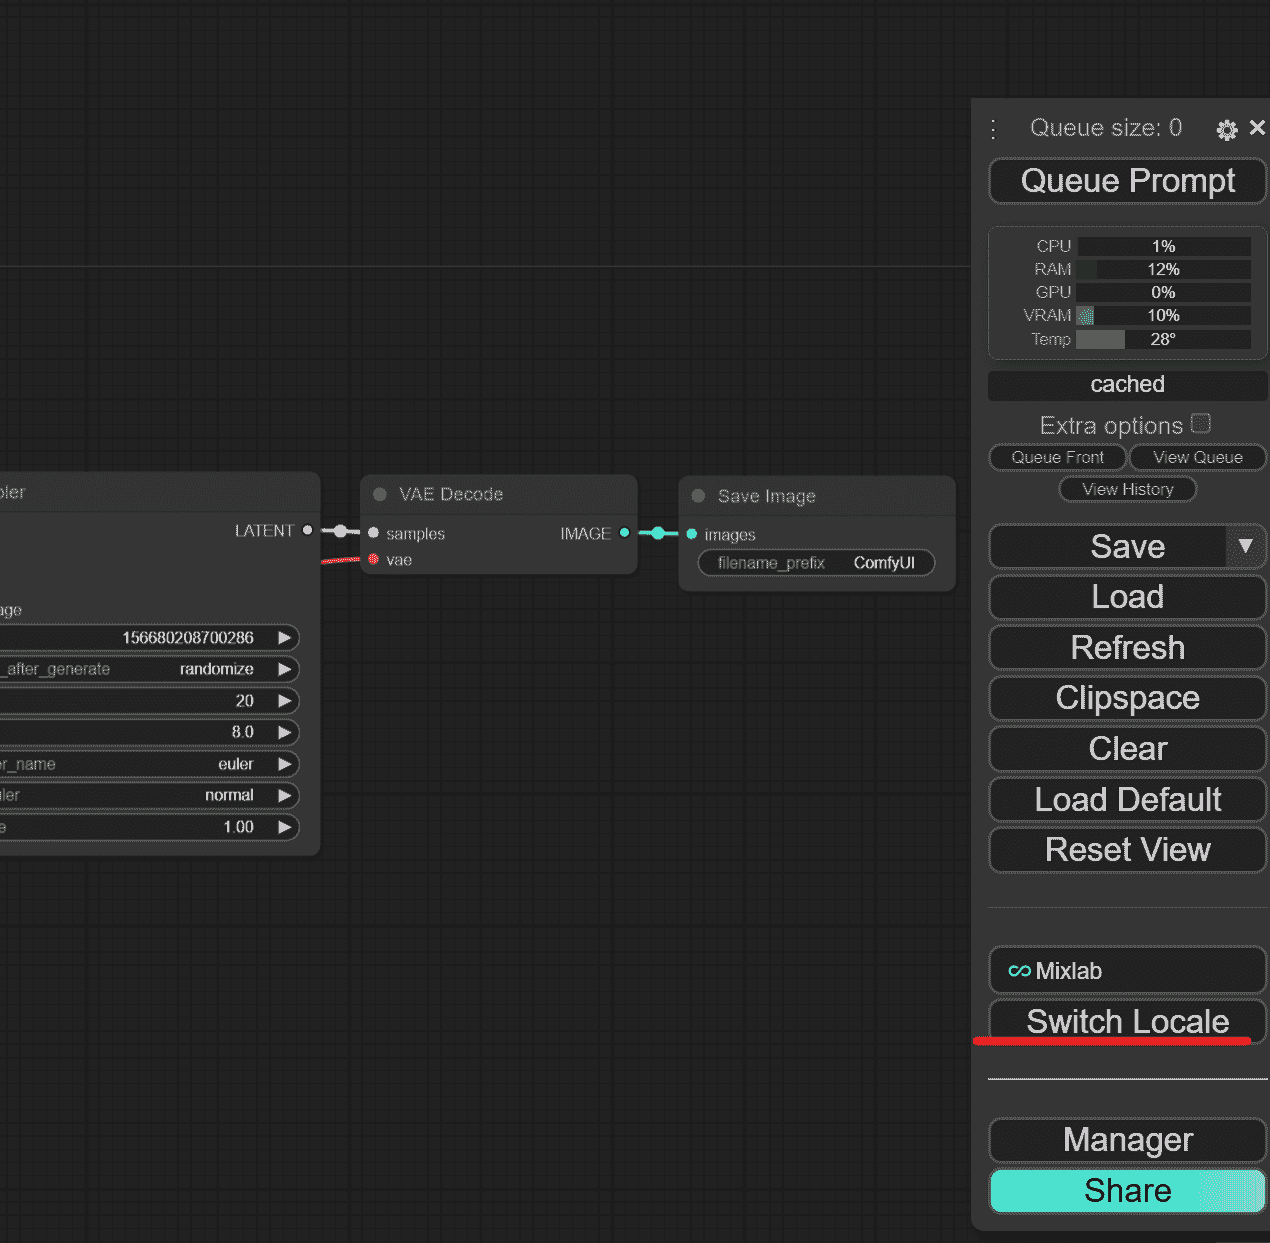 Queue size: 0
Queue Prompt
CPU 1%
RAM 12%
GPU 0%
VRAM 10%
Temp 28°
cached
Extra options
Queue Front View Queue
View History
Save
Load
Refresh
Clipspace
Clear
Load Default
Reset View
Mixlab
Switch Locale
Manager
Share
LATENT
156680208700286
_after_generate randomize
20
8.0
r_name euler
normal
1.00
VAE Decode
samples IMAGE
vae
Save Image
images
filename_prefix ComfyUI